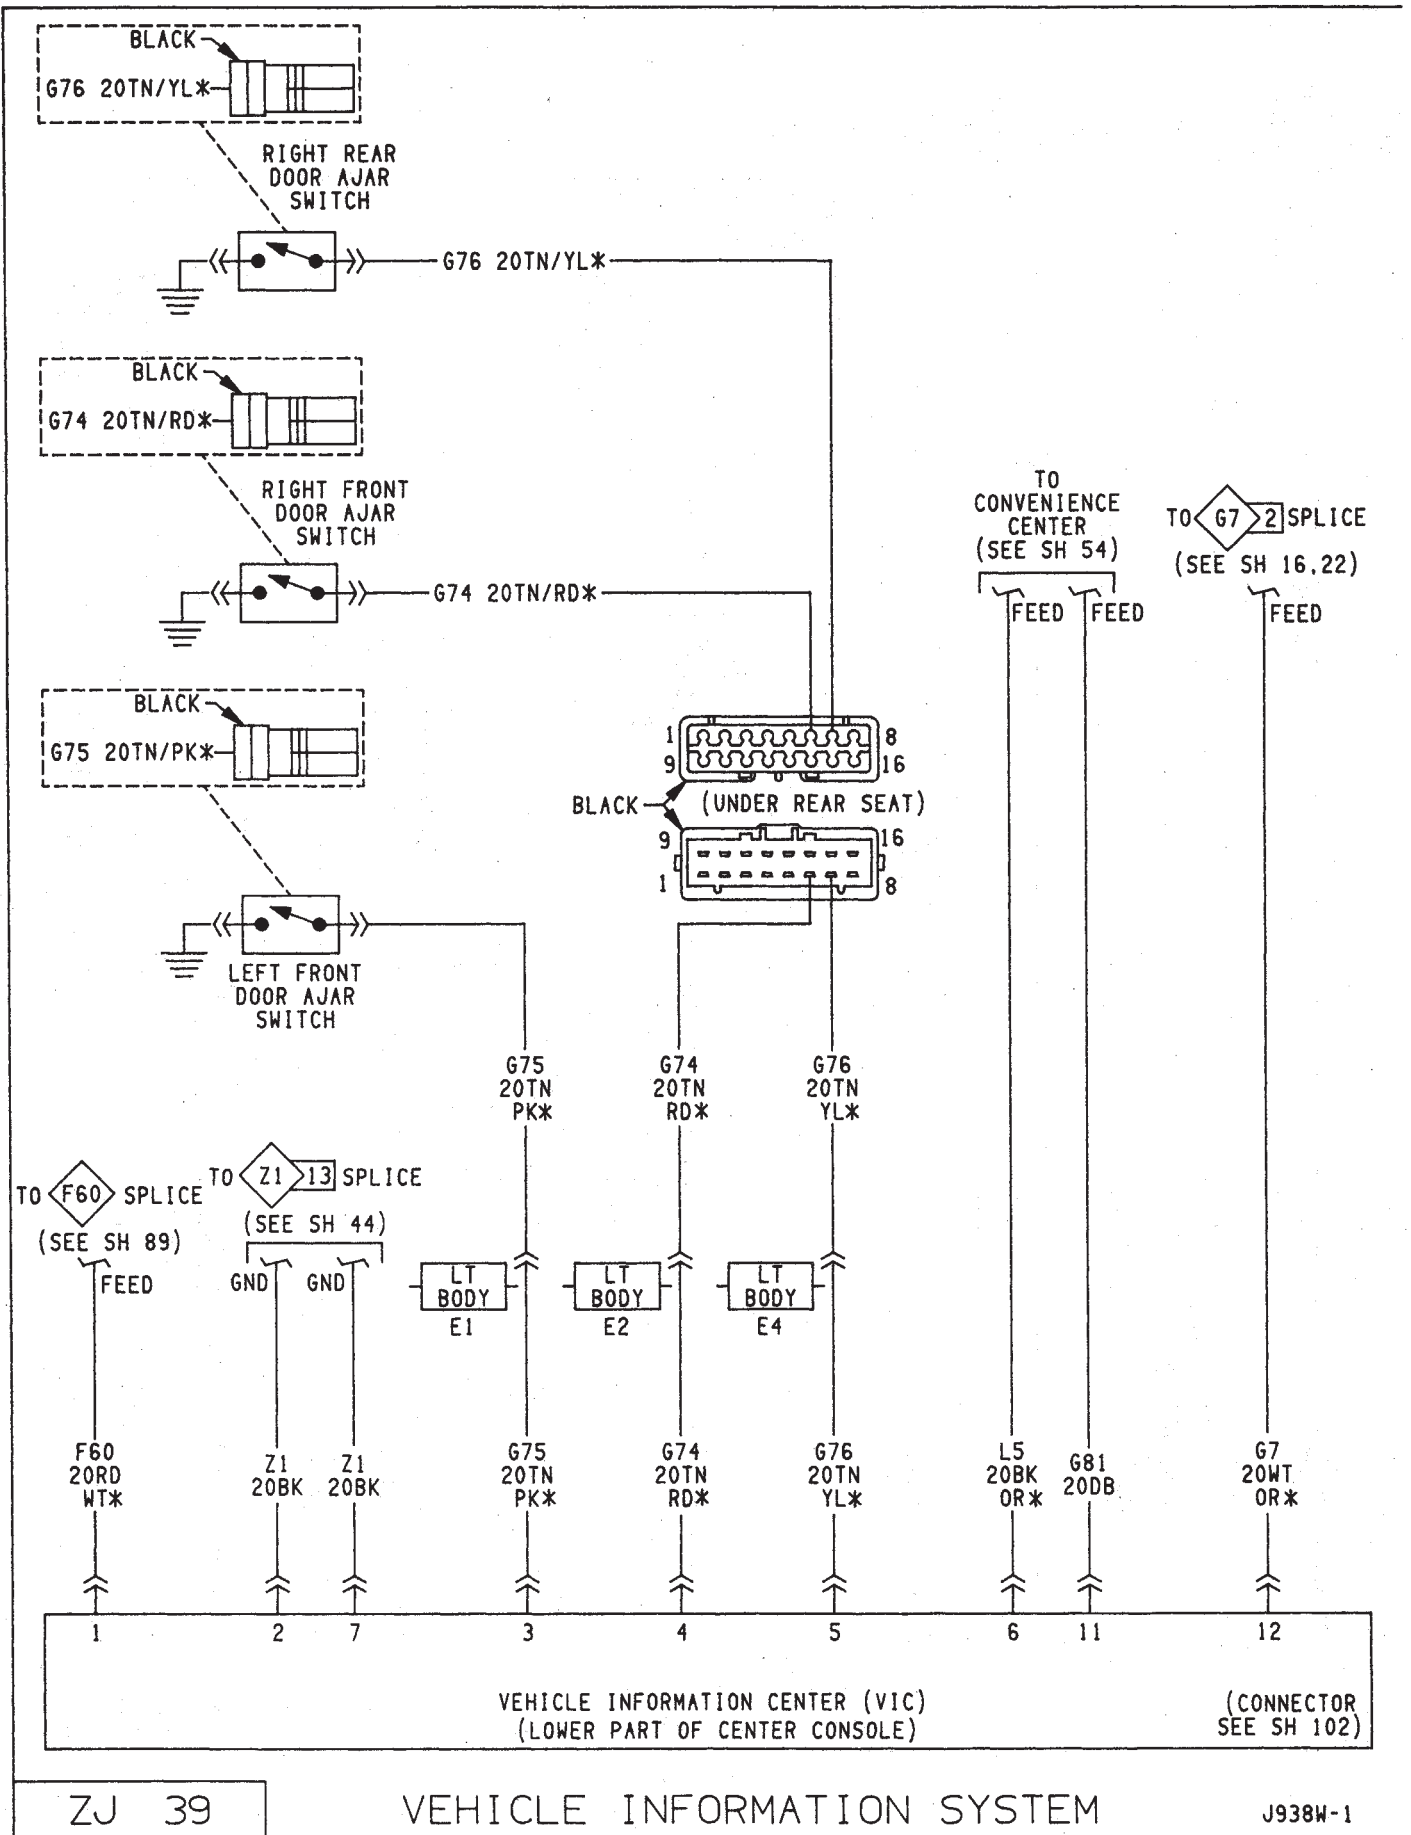 BLACK
G76 20TN/YL*
RIGHT REAR
DOOR AJAR
SWITCH
G76 20TN/YL*
BLACK
G74 20TN/RD*
RIGHT FRONT
DOOR AJAR
SWITCH
G74 20TN/RD*
TO
CONVENIENCE
CENTER
(SEE SH 54)
FEED
FEED
TO G7 2 SPLICE
(SEE SH 16,22)
FEED
BLACK
G75 20TN/PK*
1 8
9 16
BLACK (UNDER REAR SEAT)
9 16
1 8
LEFT FRONT
DOOR AJAR
SWITCH
G75
20TN
PK*
G74
20TN
RD*
G76
20TN
YL*
TO F60 SPLICE
(SEE SH 89)
FEED
TO Z1 13 SPLICE
(SEE SH 44)
GND
GND
LT
BODY
E1
LT
BODY
E2
LT
BODY
E4
F60
20RD
WT*
Z1
20BK
Z1
20BK
G75
20TN
PK*
G74
20TN
RD*
G76
20TN
YL*
L5
20BK
OR*
G81
20DB
G7
20WT
OR*
1 2 7 3 4 5 6 11 12
VEHICLE INFORMATION CENTER (VIC)
(LOWER PART OF CENTER CONSOLE)
(CONNECTOR
SEE SH 102)
ZJ 39
VEHICLE INFORMATION SYSTEM
J938W-1